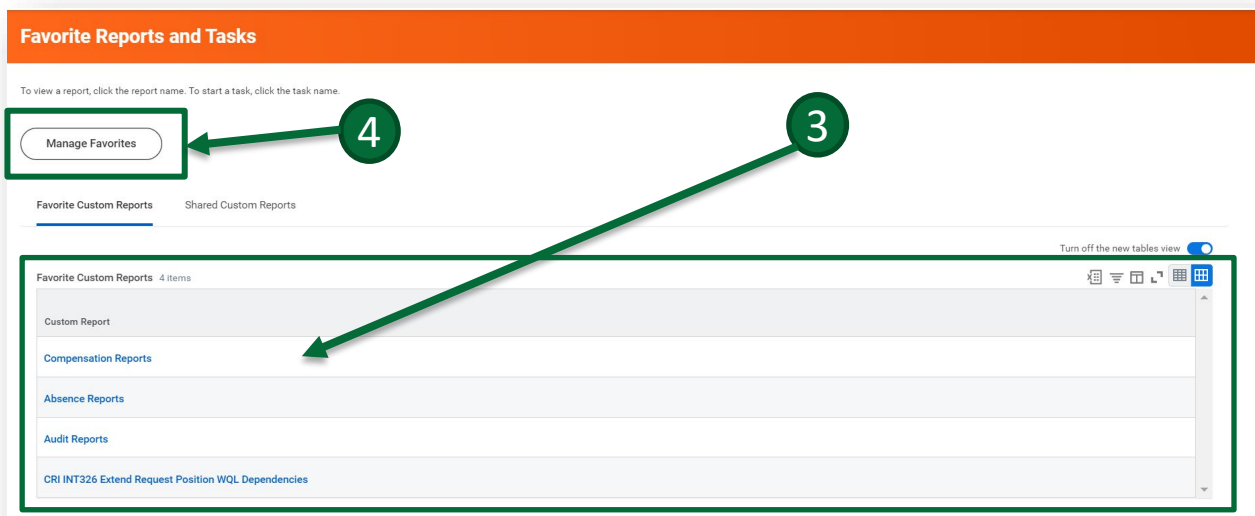 Favorite Reports and Tasks
To view a report, click the report name. To start a task, click the task name.
Manage Favorites
4
3
Favorite Custom Reports Shared Custom Reports
Turn off the new tables view
Favorite Custom Reports 4 items
Custom Report
Compensation Reports
Absence Reports
Audit Reports
CRI INT326 Extend Request Position WQL Dependencies